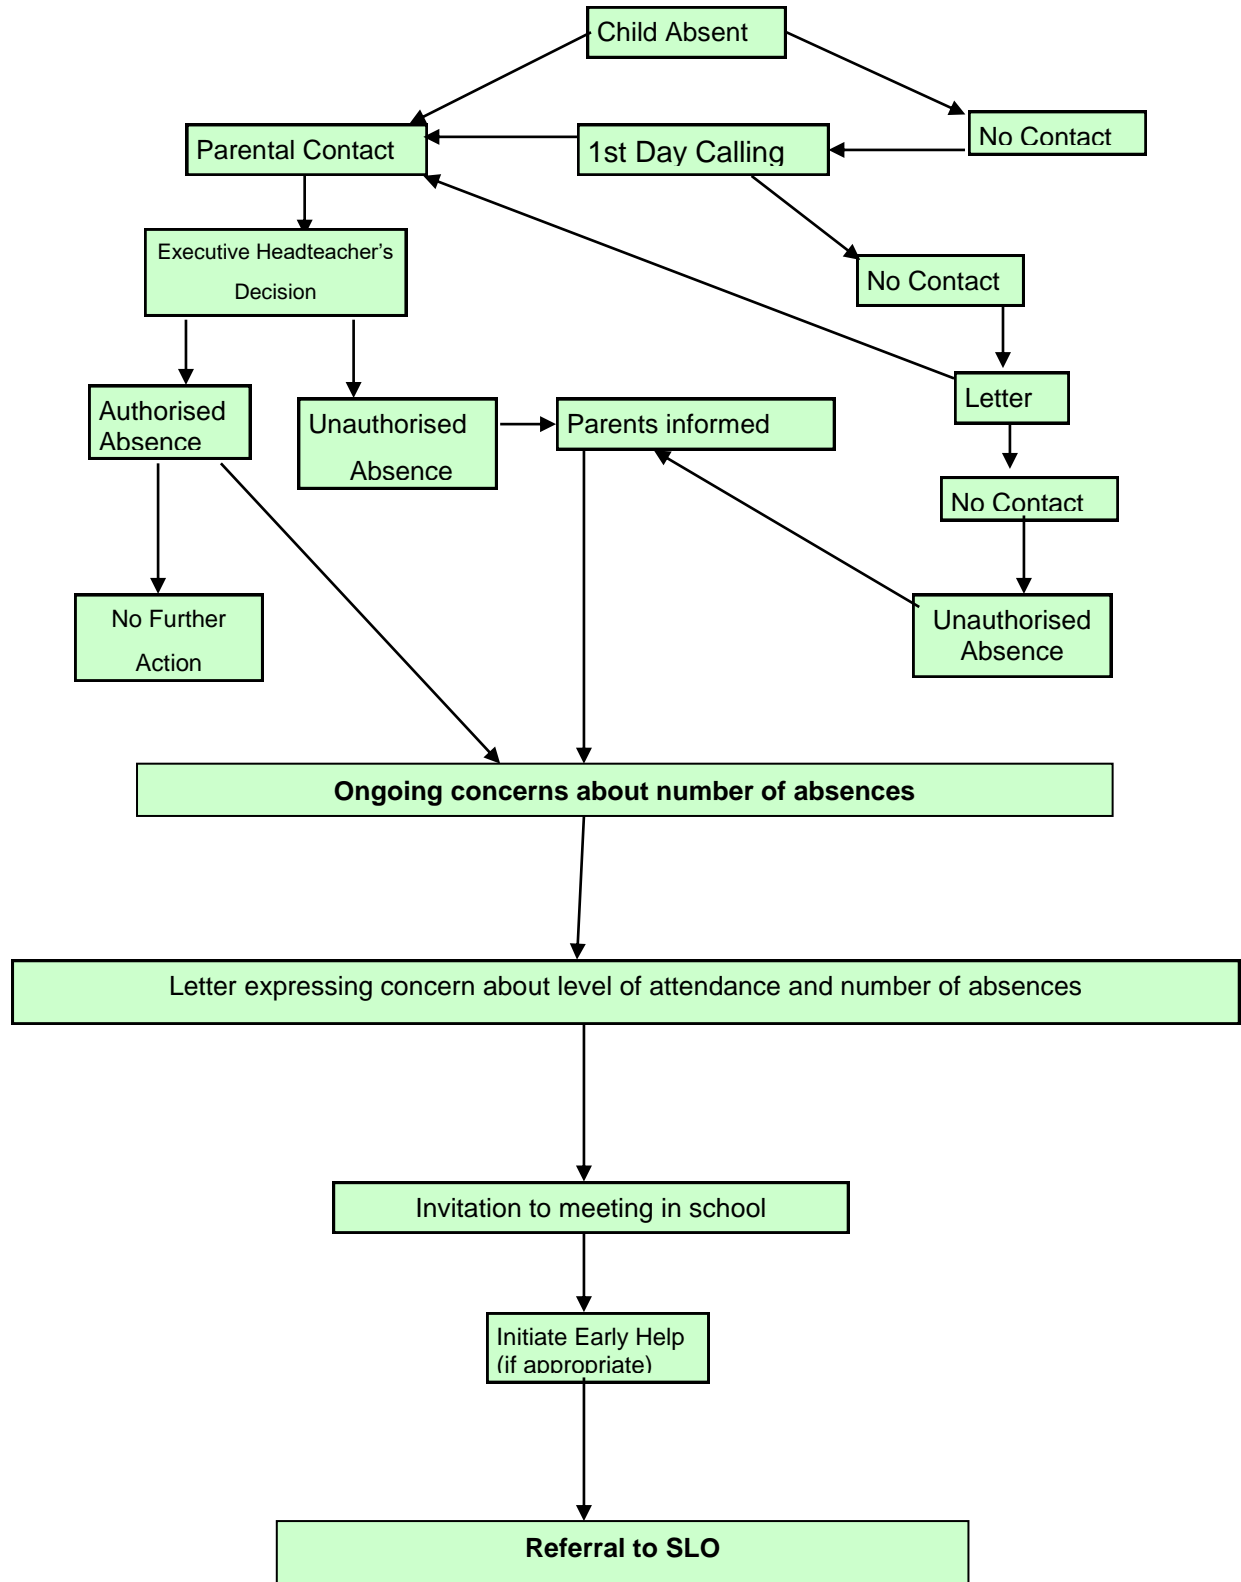 Child Absent
No Contact
Parental Contact
1st Day Calling
Executive Headteacher's
Decision
No Contact
Authorised
Absence
Unauthorised
Absence
Parents informed
Letter
No Contact
No Further
Action
Unauthorised
Absence
Ongoing concerns about number of absences
Letter expressing concern about level of attendance and number of absences
Invitation to meeting in school
Initiate Early Help
(if appropriate)
Referral to SLO